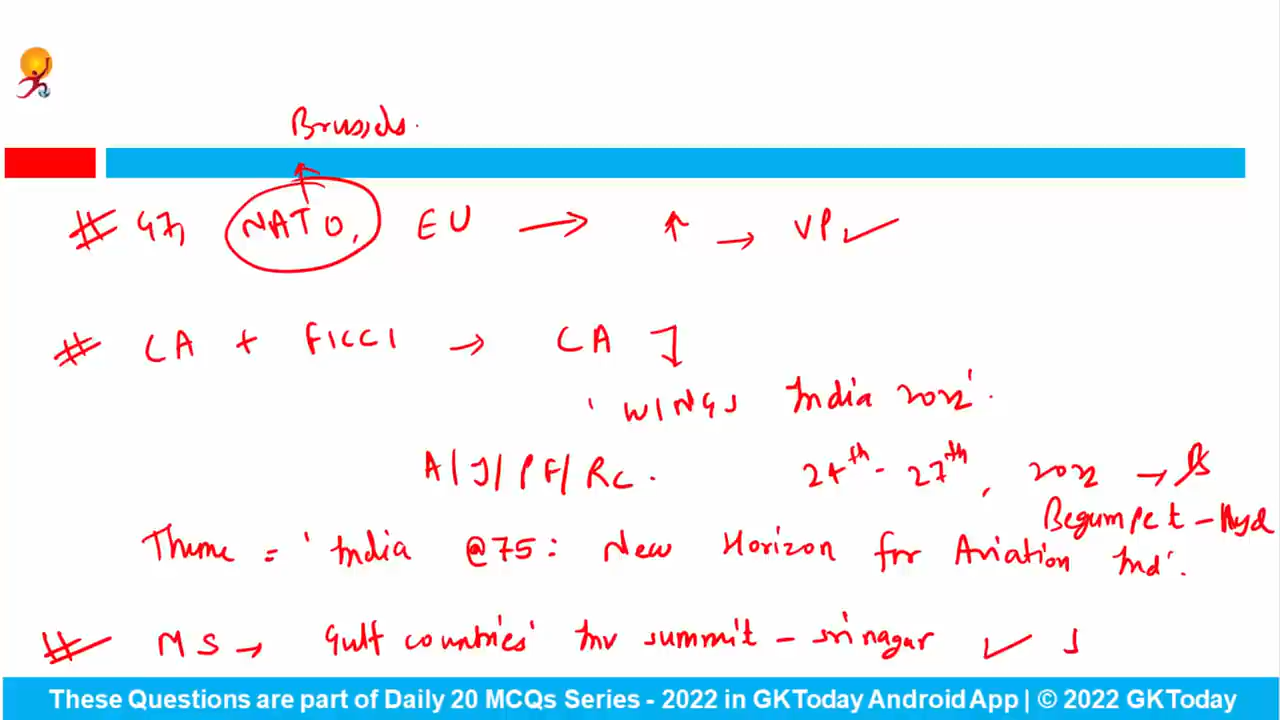 Brussels.
# G7, NATO, EU → ↑ → VP ✓
# CA + FICCI → CA ]
' WINGS India 2022'.
A/J/PF/RC. 24th - 27th, 2022 →
Begumpet - Hyd
Theme = ' India @75: New Horizon for Aviation Ind'.
# MS → Gulf countries' Inv summit - srinagar ✓ J
These Questions are part of Daily 20 MCQs Series - 2022 in GKToday Android App | © 2022 GKToday